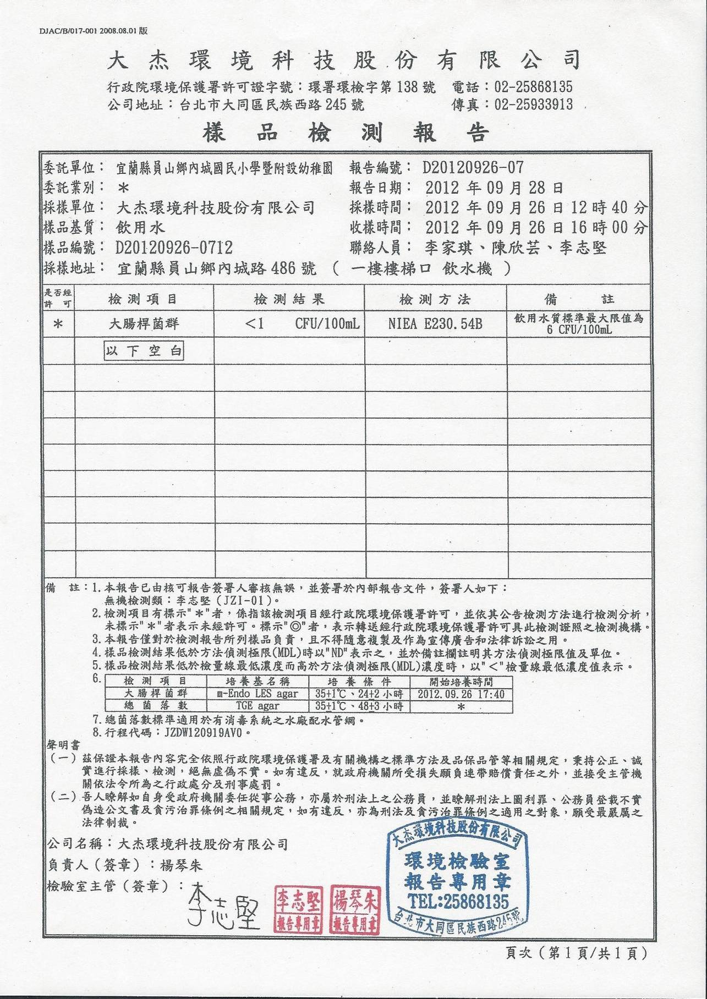 DJAC/B/017-001 2008.08.01 版
大杰環境科技股份有限公司
行政院環境保護署許可證字號：環署環檢字第 138 號 電話：02-25868135
公司地址：台北市大同區民族西路 245 號 傳真：02-25933913
樣品檢測報告
委託單位： 宜蘭縣員山鄉內城國民小學暨附設幼稚園 報告編號： D20120926-07
委託業別： ＊ 報告日期： 2012 年 09 月 28 日
採樣單位： 大杰環境科技股份有限公司 採樣時間： 2012 年 09 月 26 日 12 時 40 分
樣品基質： 飲用水 收樣時間： 2012 年 09 月 26 日 16 時 00 分
樣品編號： D20120926-0712 聯絡人員： 李家琪、陳欣芸、李志堅
採樣地址： 宜蘭縣員山鄉內城路 486 號 （ 一樓樓梯口 飲水機 ）
是否經許可 檢測項目 檢測結果 檢測方法 備 註
＊ 大腸桿菌群 ＜1 CFU/100mL NIEA E230.54B 飲用水質標準最大限值為
6 CFU/100mL
以下空白
備 註：1.本報告已由核可報告簽署人審核無誤，並簽署於內部報告文件，簽署人如下：
無機檢測類：李志堅（JZI-01）。
2.檢測項目有標示"＊"者，係指該檢測項目經行政院環境保護署許可，並依其公告檢測方法進行檢測分析，
未標示"＊"者表示未經許可。標示"◎"者，表示轉送經行政院環境保護署許可具此檢測證照之檢測機構。
3.本報告僅對於檢測報告所列樣品負責，且不得隨意複製及作為宣傳廣告和法律訴訟之用。
4.樣品檢測結果低於方法偵測極限(MDL)時以"ND"表示之，並於備註欄註明其方法偵測極限值及單位。
5.樣品檢測結果低於檢量線最低濃度而高於方法偵測極限(MDL)濃度時，以"＜"檢量線最低濃度值表示。
6. 檢測項目 培養基名稱 培養條件 開始培養時間
大腸桿菌群 m-Endo LES agar 35±1℃、24±2 小時 2012.09.26 17:40
總菌落數 TGE agar 35±1℃、48±3 小時 ＊
7.總菌落數標準適用於有消毒系統之水廠配水管網。
8.行程代碼：JZDW120919AV0。
聲明書
（一）茲保證本報告內容完全依照行政院環境保護署及有關機構之標準方法及品保品管等相關規定，秉持公正、誠
實進行採樣、檢測，絕無虛偽不實。如有違反，就政府機關所受損失願負連帶賠償責任之外，並接受主管機
關依法令所為之行政處分及刑事處罰。
（二）吾人瞭解如自身受政府機關委任從事公務，亦屬於刑法上之公務員，並瞭解刑法上圖利罪、公務員登載不實
偽造公文書及貪污治罪條例之相關規定，如有違反，亦為刑法及貪污治罪條例之適用之對象，願受最嚴厲之
法律制裁。
公司名稱：大杰環境科技股份有限公司
負責人（簽章）：楊琴朱
檢驗室主管（簽章）：
李志堅
李志堅
報告專用章
楊琴朱
報告專用章
大杰環境科技股份有限公司
環境檢驗室
報告專用章
TEL:25868135
台北市大同區民族西路245號
頁次（第 1 頁/共 1 頁）